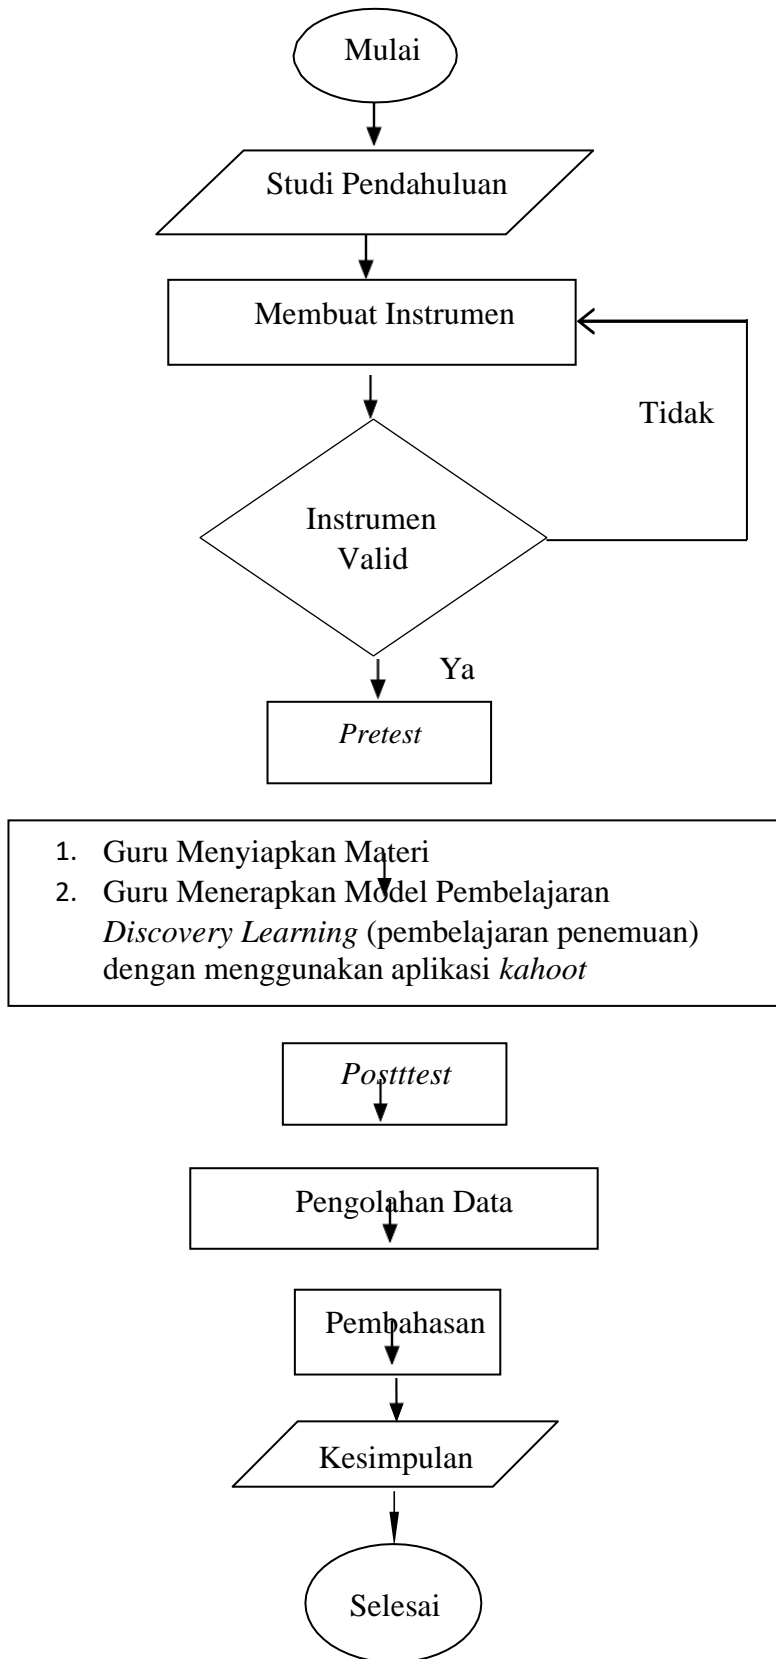 Mulai
Studi Pendahuluan
Membuat Instrumen
Tidak
Instrumen
Valid
Ya
Pretest
1. Guru Menyiapkan Materi
2. Guru Menerapkan Model Pembelajaran
Discovery Learning (pembelajaran penemuan)
dengan menggunakan aplikasi kahoot
Postttest
Pengolahan Data
Pembahasan
Kesimpulan
Selesai